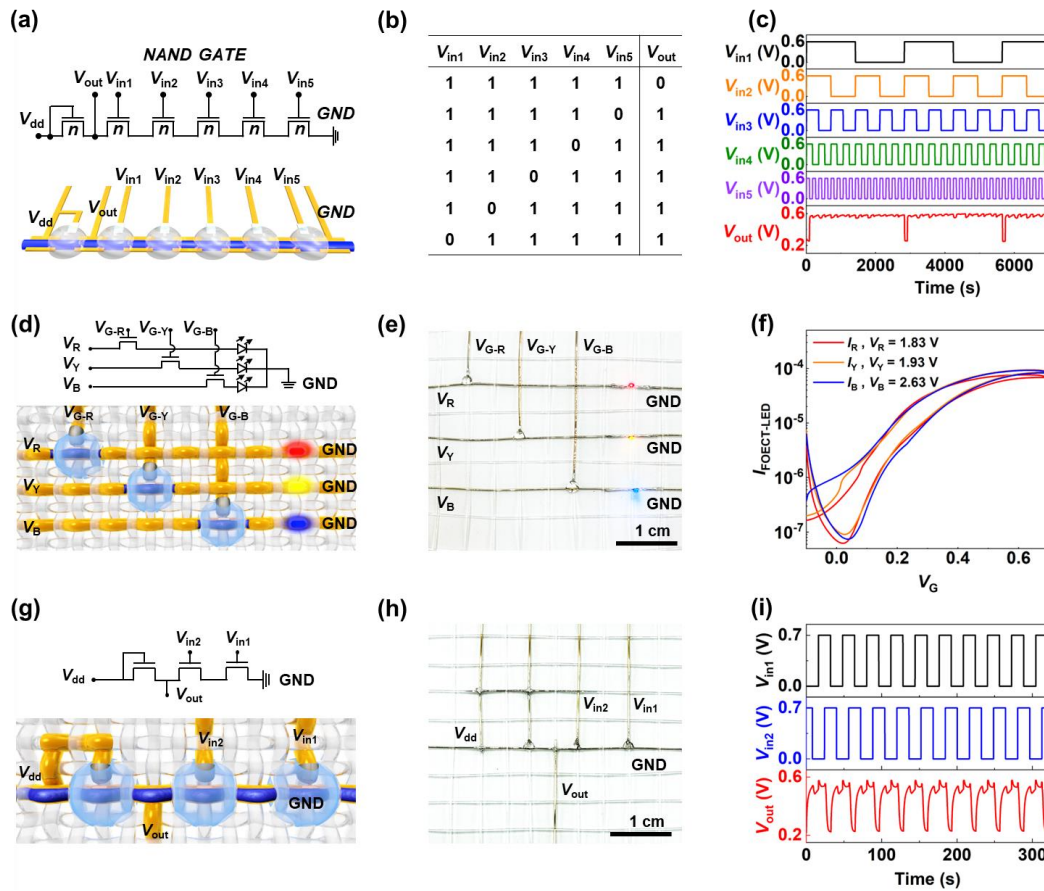 (a)
NAND GATE
Vout Vin1 Vin2 Vin3 Vin4 Vin5
Vdd GND
n n n n n n
Vin1 Vin2 Vin3 Vin4 Vin5
Vdd Vout GND
(b)
Vin1 Vin2 Vin3 Vin4 Vin5 Vout
1 1 1 1 1 0
1 1 1 1 0 1
1 1 1 0 1 1
1 1 0 1 1 1
1 0 1 1 1 1
0 1 1 1 1 1
(c)
Vin1 (V) 0.6 0.0
Vin2 (V) 0.6 0.0
Vin3 (V) 0.6 0.0
Vin4 (V) 0.6 0.0
Vin5 (V) 0.6 0.0
Vout (V) 0.6 0.2
0 2000 4000 6000
Time (s)
(d)
VG-R VG-Y VG-B
VR
VY
VB GND
VG-R VG-Y VG-B
VR GND
VY GND
VB GND
(e)
VG-R VG-Y VG-B
VR GND
VY GND
VB GND
1 cm
(f)
IR , VR = 1.83 V
IY , VY = 1.93 V
IB , VB = 2.63 V
IFOECT-LED
10-4
10-5
10-6
10-7
0.0 0.2 0.4 0.6
VG
(g)
Vin2 Vin1
Vdd GND
Vout
Vin2 Vin1
Vdd GND
Vout
(h)
Vin2 Vin1
Vdd GND
Vout
1 cm
(i)
Vin1 (V) 0.7 0.0
Vin2 (V) 0.7 0.0
Vout (V) 0.6 0.2
0 100 200 300
Time (s)